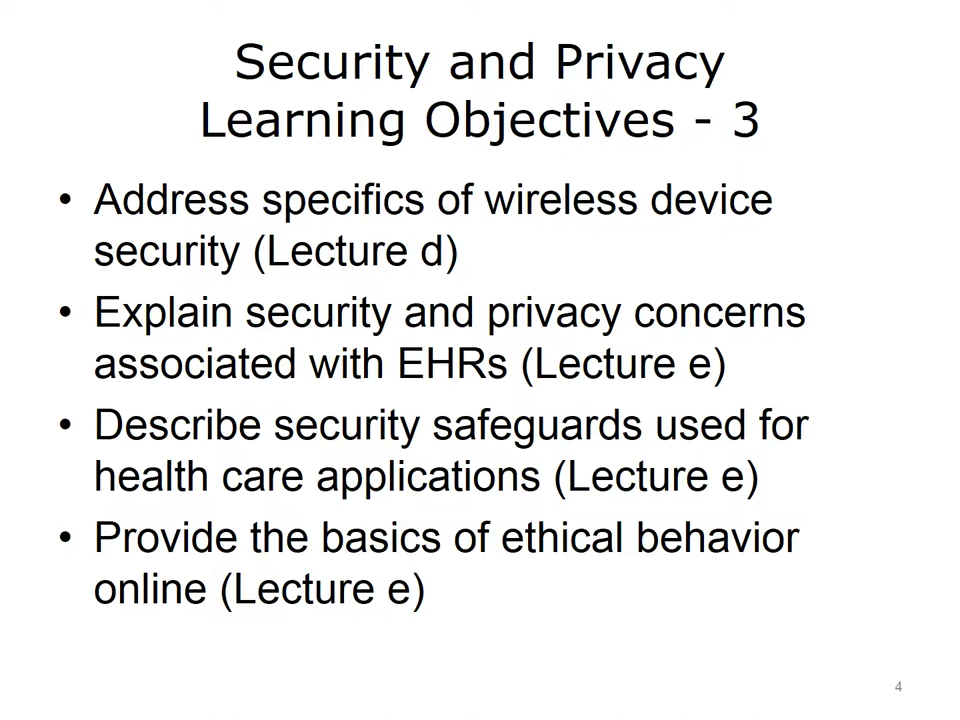 Security and Privacy
Learning Objectives - 3
• Address specifics of wireless device
security (Lecture d)
• Explain security and privacy concerns
associated with EHRs (Lecture e)
• Describe security safeguards used for
health care applications (Lecture e)
• Provide the basics of ethical behavior
online (Lecture e)
4